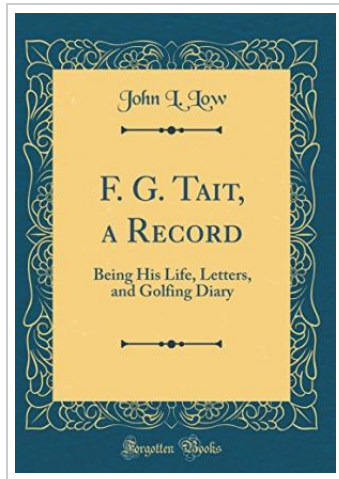 John L. Low
F. G. Tait,
a Record
Being His Life, Letters,
and Golfing Diary
Forgotten Books